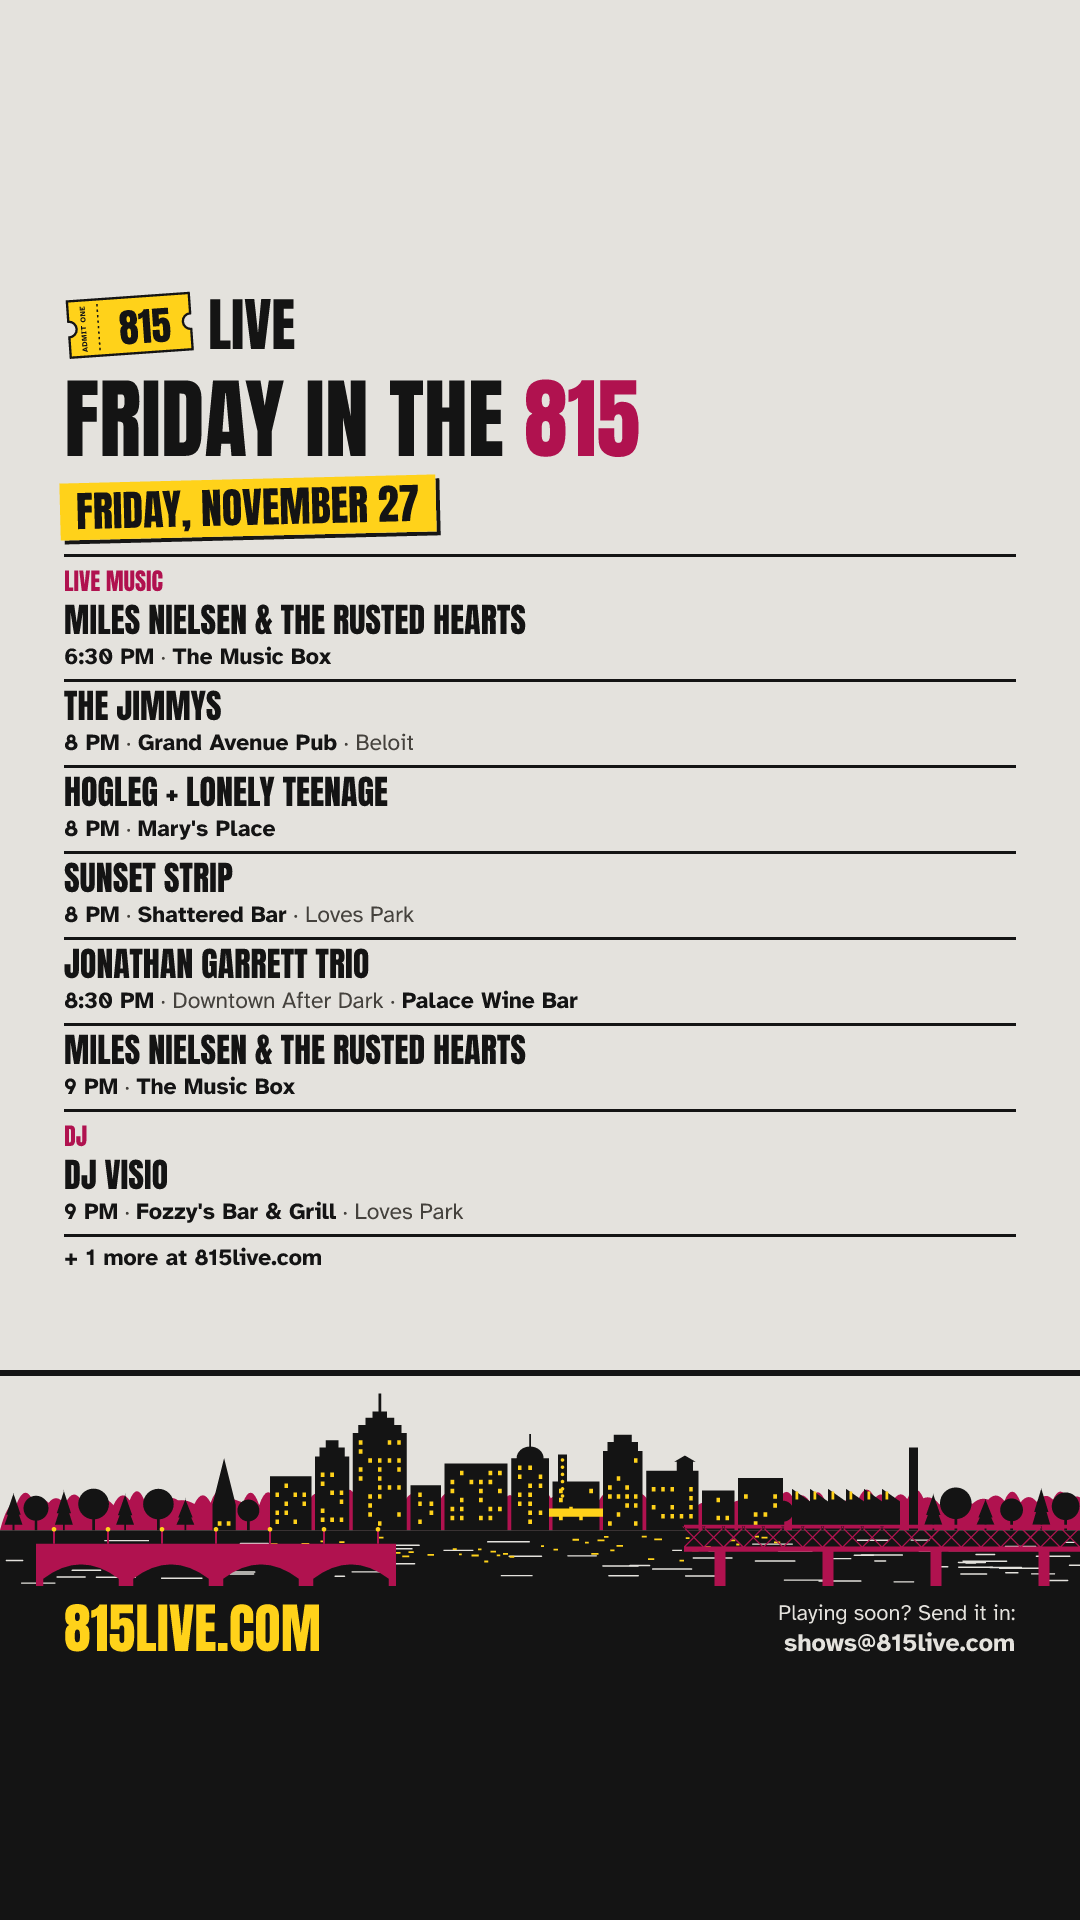 ADMIT ONE 815 LIVE
FRIDAY IN THE 815
FRIDAY, NOVEMBER 27
LIVE MUSIC
MILES NIELSEN & THE RUSTED HEARTS
6:30 PM · The Music Box
THE JIMMYS
8 PM · Grand Avenue Pub · Beloit
HOGLEG + LONELY TEENAGE
8 PM · Mary's Place
SUNSET STRIP
8 PM · Shattered Bar · Loves Park
JONATHAN GARRETT TRIO
8:30 PM · Downtown After Dark · Palace Wine Bar
MILES NIELSEN & THE RUSTED HEARTS
9 PM · The Music Box
DJ
DJ VISIO
9 PM · Fozzy's Bar & Grill · Loves Park
+ 1 more at 815live.com
815LIVE.COM
Playing soon? Send it in:
shows@815live.com